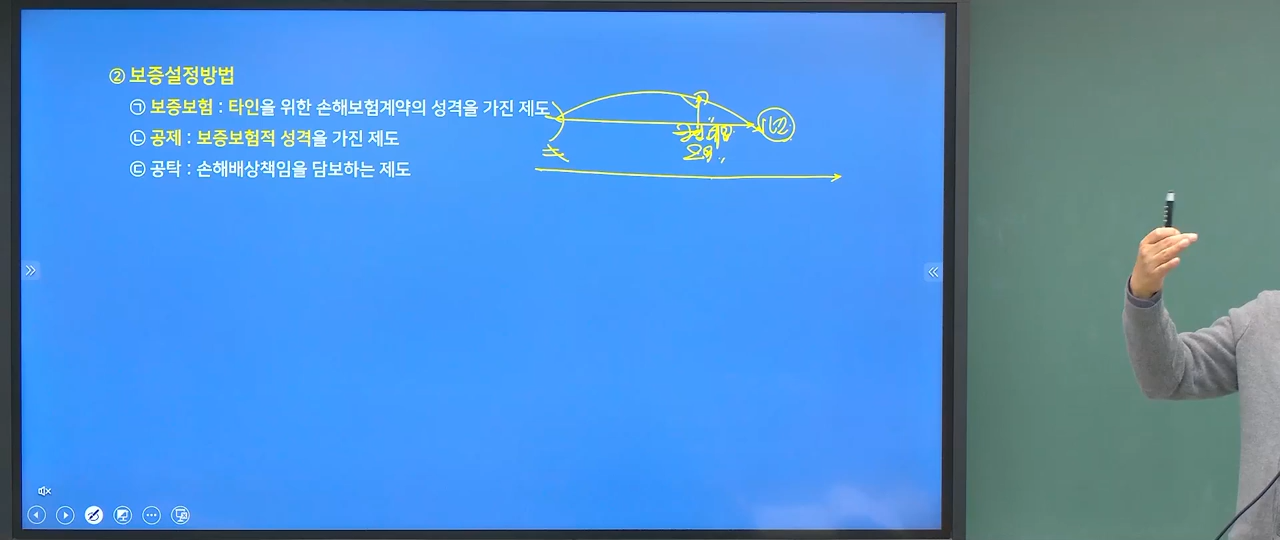 ② 보증설정방법
㉠ 보증보험 : 타인을 위한 손해보험계약의 성격을 가진 제도
㉡ 공제 : 보증보험적 성격을 가진 제도
㉢ 공탁 : 손해배상책임을 담보하는 제도